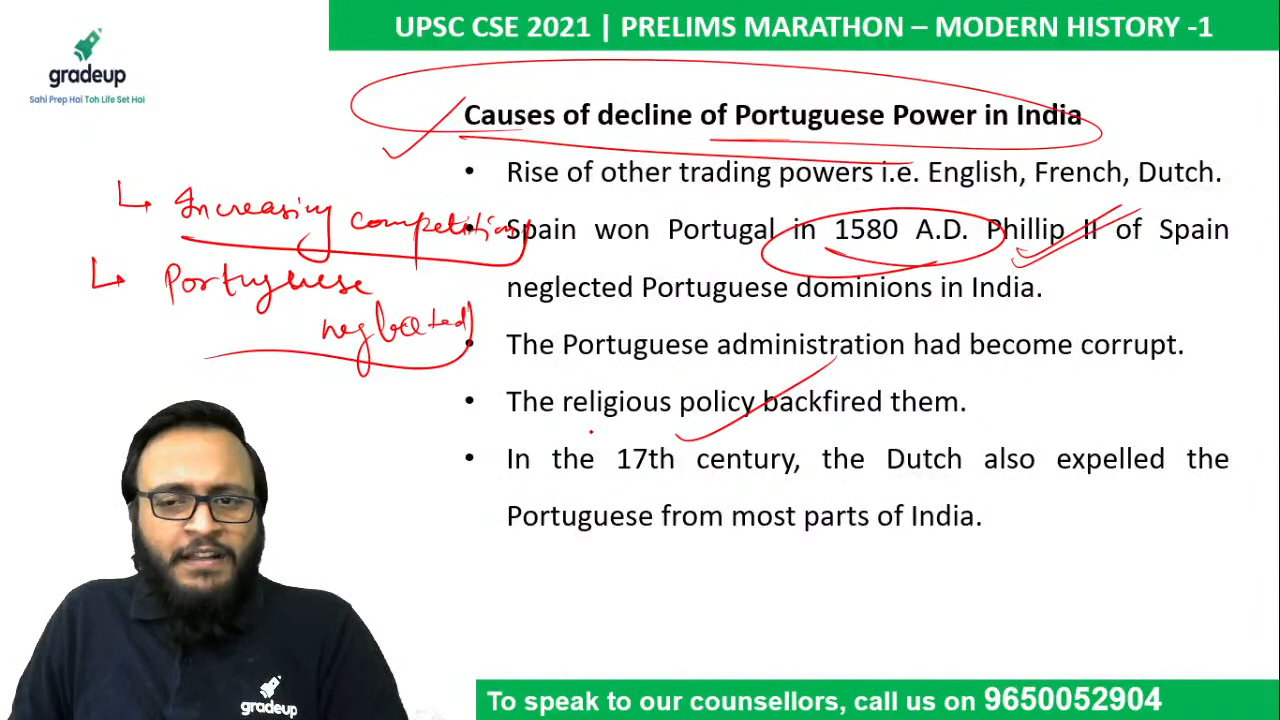 UPSC CSE 2021 | PRELIMS MARATHON – MODERN HISTORY -1
gradeup
Sahi Prep Hai Toh Life Set Hai
Causes of decline of Portuguese Power in India
• Rise of other trading powers i.e. English, French, Dutch.
• Spain won Portugal in 1580 A.D. Phillip II of Spain
neglected Portuguese dominions in India.
• The Portuguese administration had become corrupt.
• The religious policy backfired them.
• In the 17th century, the Dutch also expelled the
Portuguese from most parts of India.
Increasing competition
Portuguese
neglected
gradeup
To speak to our counsellors, call us on 9650052904